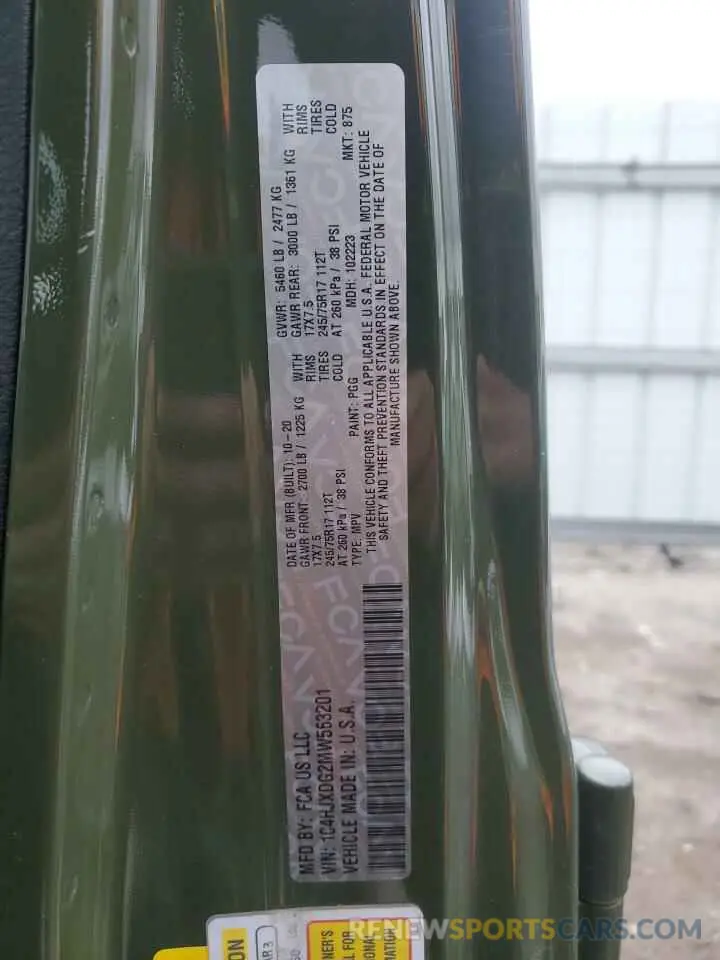 MFD BY: FCA US LLC
VIN: 1C4HJXDG2MW553201
VEHICLE MADE IN: U.S.A.
DATE OF MFR (BUILT): 10-20
GVWR: 5460 LB / 2477 KG
GAWR FRONT: 2700 LB / 1225 KG WITH
GAWR REAR: 3000 LB / 1361 KG WITH
17X7.5 RIMS
17X7.5 RIMS
245/75R17 112T TIRES
245/75R17 112T TIRES
AT 260 kPa / 38 PSI COLD
AT 260 kPa / 38 PSI COLD
TYPE: MPV PAINT: PGG MDH: 102223 MKT: 875
THIS VEHICLE CONFORMS TO ALL APPLICABLE U.S.A. FEDERAL MOTOR VEHICLE
SAFETY AND THEFT PREVENTION STANDARDS IN EFFECT ON THE DATE OF
MANUFACTURE SHOWN ABOVE.
RENEWSPORTSCARS.COM